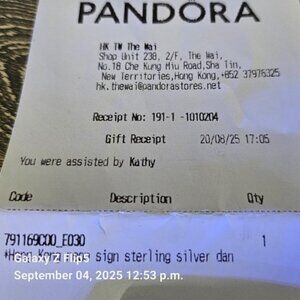 PANDORA
HK TW The Wai
Shop Unit 238, 2/F, The Wai,
No.18 Che Kung Miu Road,Sha Tin,
New Territories,Hong Kong,+852 37976325
hk.thewai@pandorastores.net
Receipt No: 191-1 -1010204
Gift Receipt 20/08/25 17:05
You were assisted by Kathy
Code Description Qty
791169C00_E030 1
*Hong Kong sign sterling silver dan
Galaxy Z Flip5
September 04, 2025 12:53 p.m.